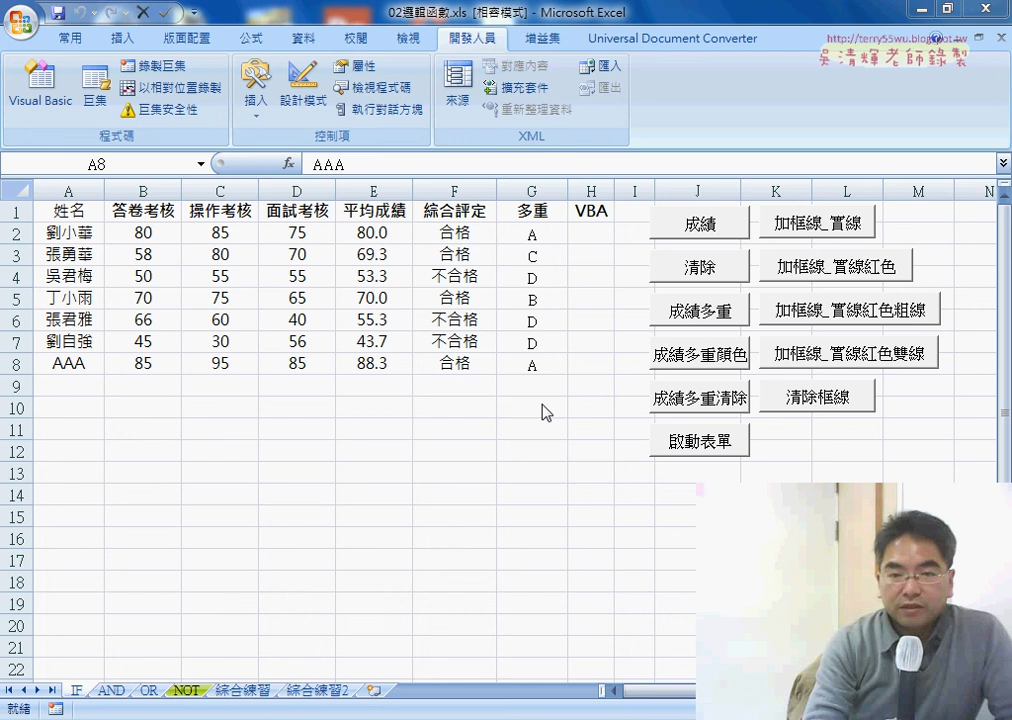 02邏輯函數.xls [相容模式] - Microsoft Excel
常用 插入 版面配置 公式 資料 校閱 檢視 開發人員 增益集 Universal Document Converter
http://terry55wu.blogspot.tw
吳清輝老師錄製
Visual Basic 巨集 錄製巨集 以相對位置錄製 巨集安全性 程式碼
插入 設計模式 屬性 檢視程式碼 執行對話方塊 控制項
來源 對應內容 擴充套件 重新整理資料 匯入 匯出 XML
A8 fx AAA
A B C D E F G H I J K L M N
1 姓名 答卷考核 操作考核 面試考核 平均成績 綜合評定 多重 VBA
2 劉小華 80 85 75 80.0 合格 A
3 張勇華 58 80 70 69.3 合格 C
4 吳君梅 50 55 55 53.3 不合格 D
5 丁小雨 70 75 65 70.0 合格 B
6 張君雅 66 60 40 55.3 不合格 D
7 劉自強 45 30 56 43.7 不合格 D
8 AAA 85 95 85 88.3 合格 A
9
10
11
12
13
14
15
16
17
18
19
20
21
22
成績 加框線_實線
清除 加框線_實線紅色
成績多重 加框線_實線紅色粗線
成績多重顏色 加框線_實線紅色雙線
成績多重清除 清除框線
啟動表單
IF AND OR NOT 綜合練習 綜合練習2
就緒